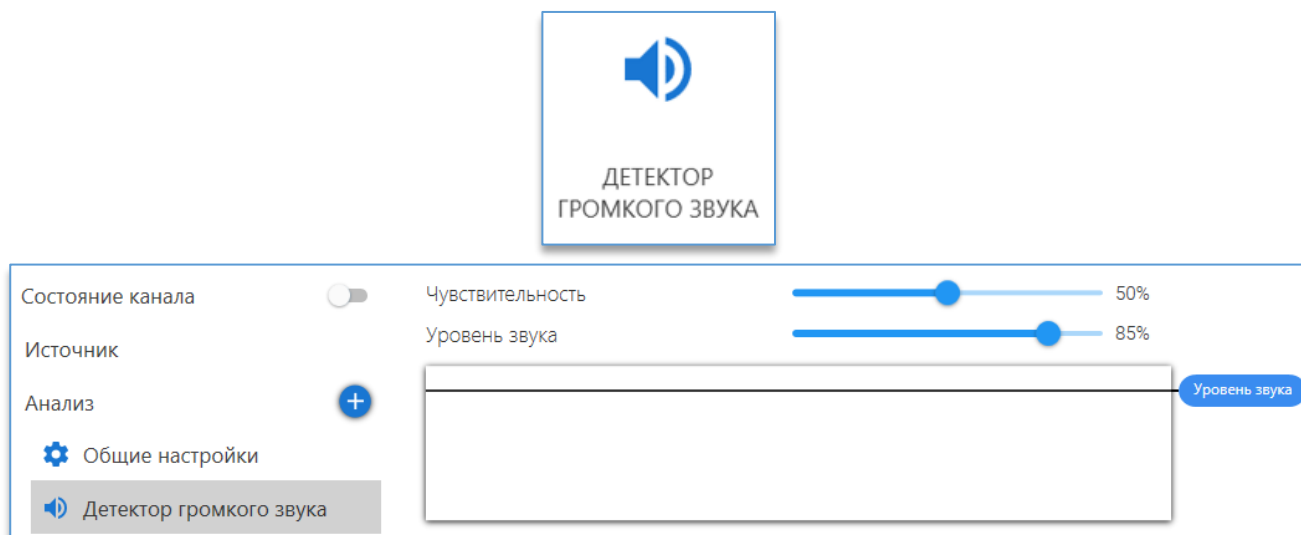 ДЕТЕКТОР
ГРОМКОГО ЗВУКА
Состояние канала
Чувствительность 50%
Уровень звука 85%
Источник
Уровень звука
Анализ
Общие настройки
Детектор громкого звука